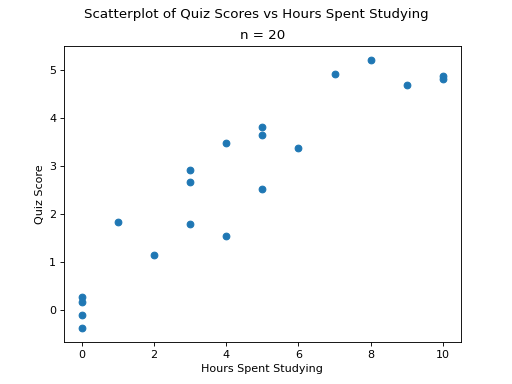 Scatterplot of Quiz Scores vs Hours Spent Studying
n = 20
5
4
3
2
1
0
Quiz Score
0 2 4 6 8 10
Hours Spent Studying